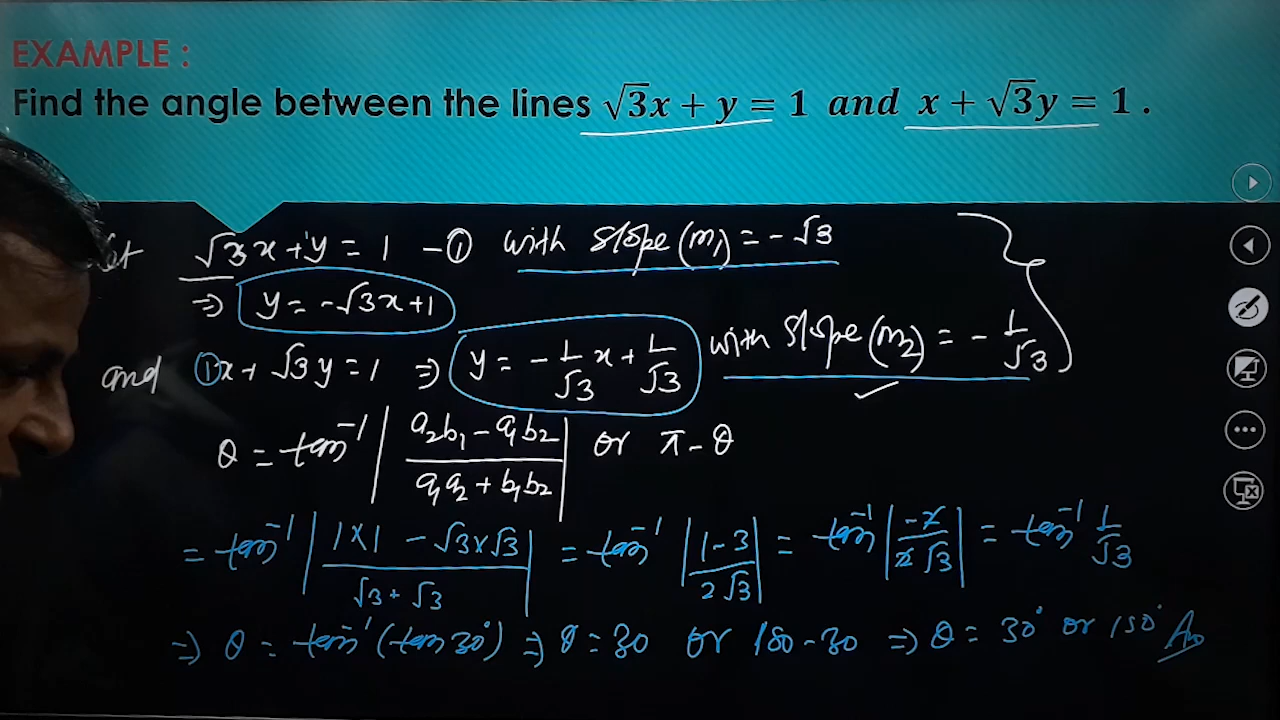 EXAMPLE :
Find the angle between the lines √3x + y = 1 and x + √3y = 1 .
Let √3x + y = 1 –① with slope (m₁) = –√3
⇒ y = –√3x+1
and ①x + √3y = 1 ⇒ y = –1/√3 x + 1/√3 with slope (m₂) = –1/√3
θ = tan⁻¹ | (a₂b₁ – a₁b₂)/(a₁a₂ + b₁b₂) | or π – θ
= tan⁻¹ | (1×1 – √3×√3)/(√3 + √3) | = tan⁻¹ | (1–3)/(2√3) | = tan⁻¹ | –2/(2√3) | = tan⁻¹ 1/√3
⇒ θ = tan⁻¹(tan30°) ⇒ θ = 30 or 180–30 ⇒ θ = 30° or 150° Ans